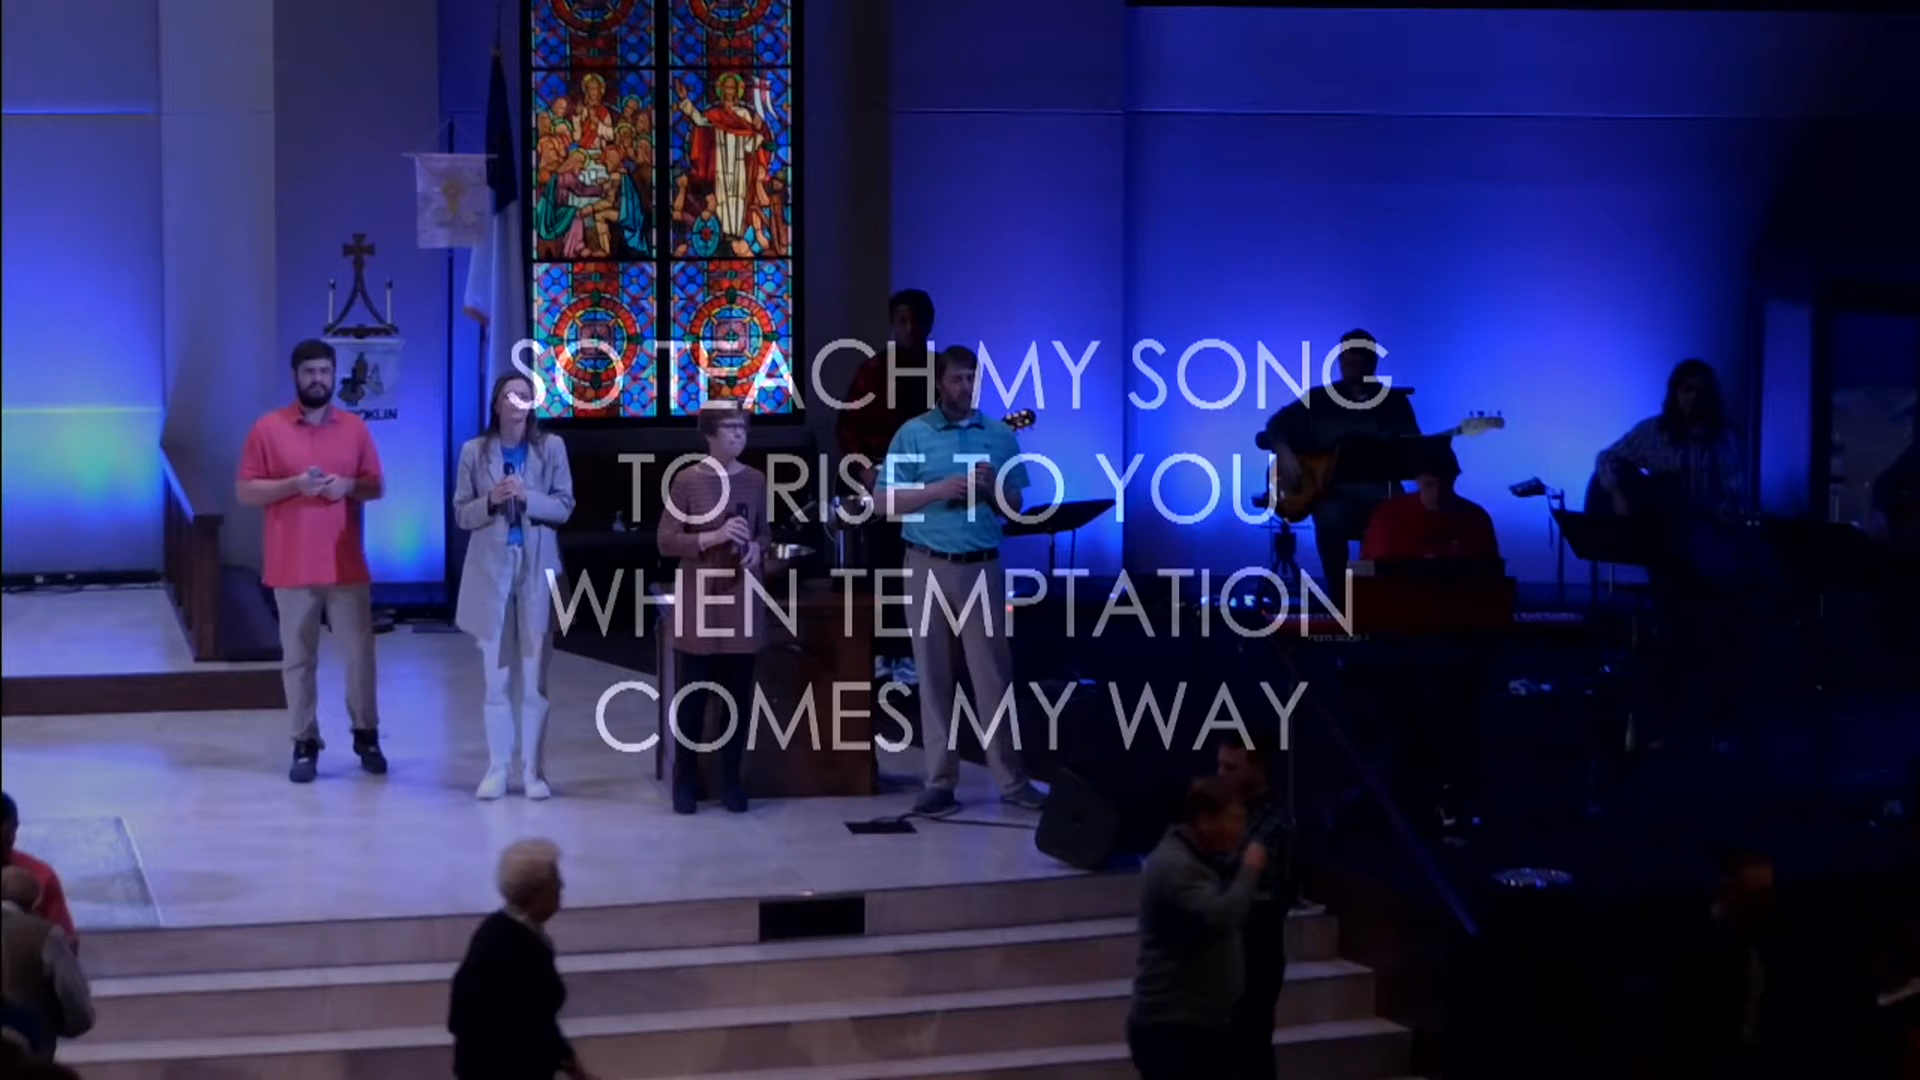 SO TEACH MY SONG
TO RISE TO YOU
WHEN TEMPTATION
COMES MY WAY